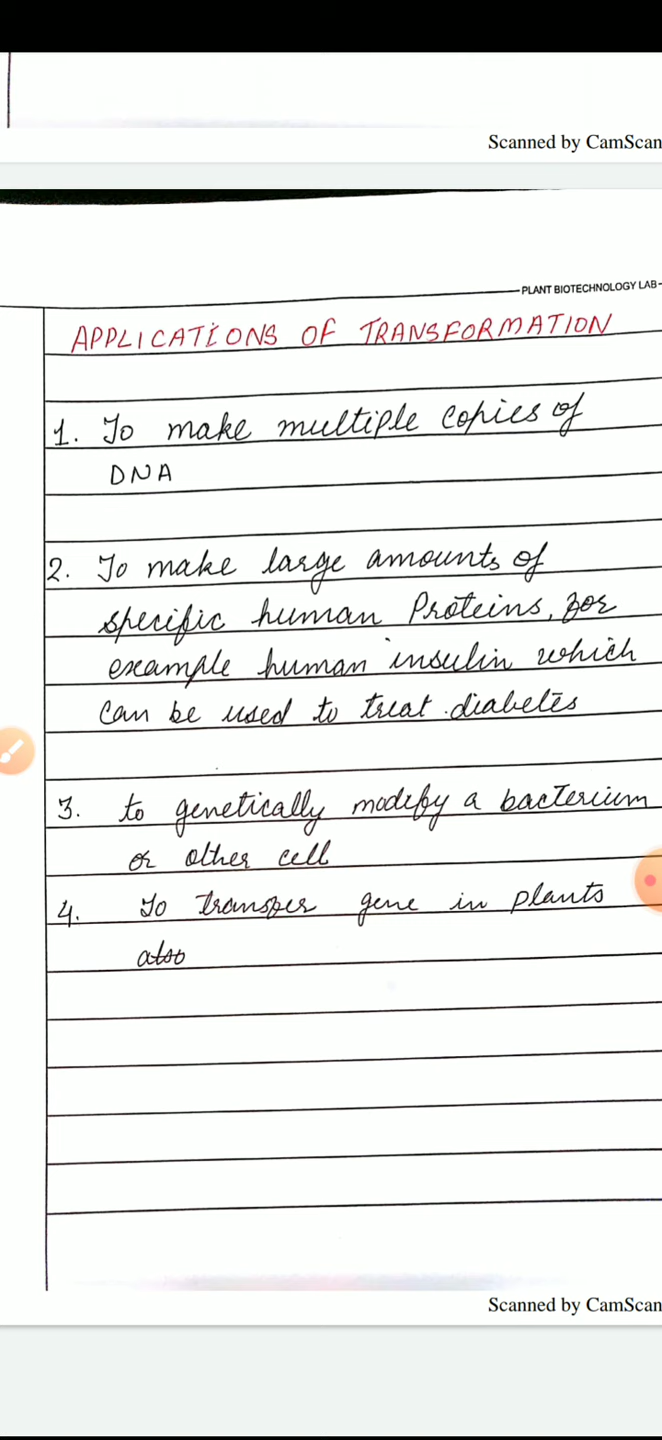 Scanned by CamScan
PLANT BIOTECHNOLOGY LAB
APPLICATIONS OF TRANSFORMATION
1. To make multiple copies of
DNA
2. To make large amounts of
specific human Proteins, for
example human insulin which
can be used to treat diabetes
3. to genetically modify a bacterium
or other cell
4. To transfer gene in plants
also
Scanned by CamScan